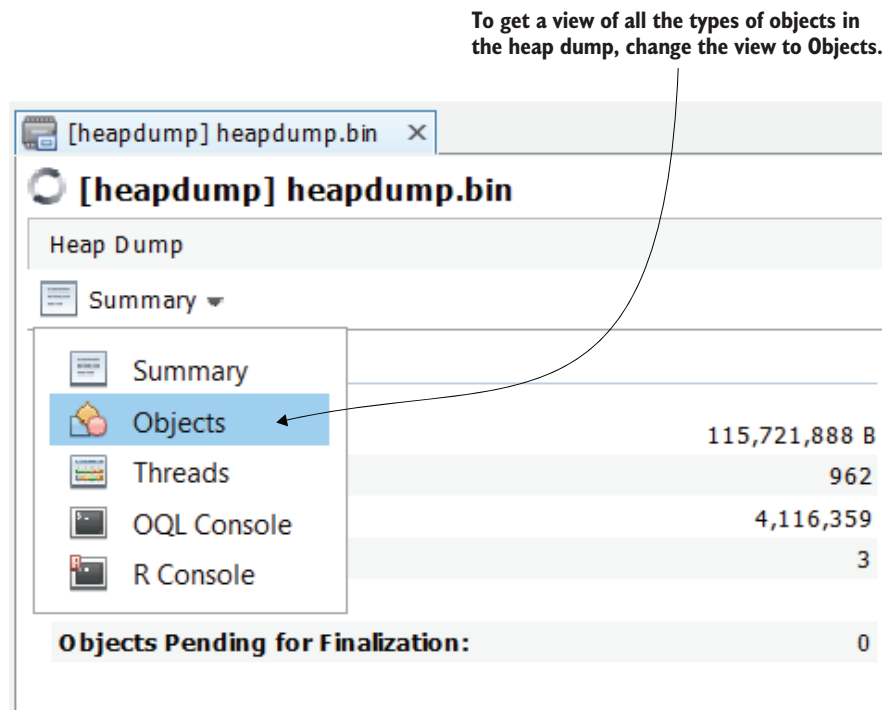 To get a view of all the types of objects in
the heap dump, change the view to Objects.
[heapdump] heapdump.bin ×
[heapdump] heapdump.bin
Heap Dump
Summary
Summary
Objects
115,721,888 B
Threads
962
OQL Console
4,116,359
R Console
3
Objects Pending for Finalization: 0